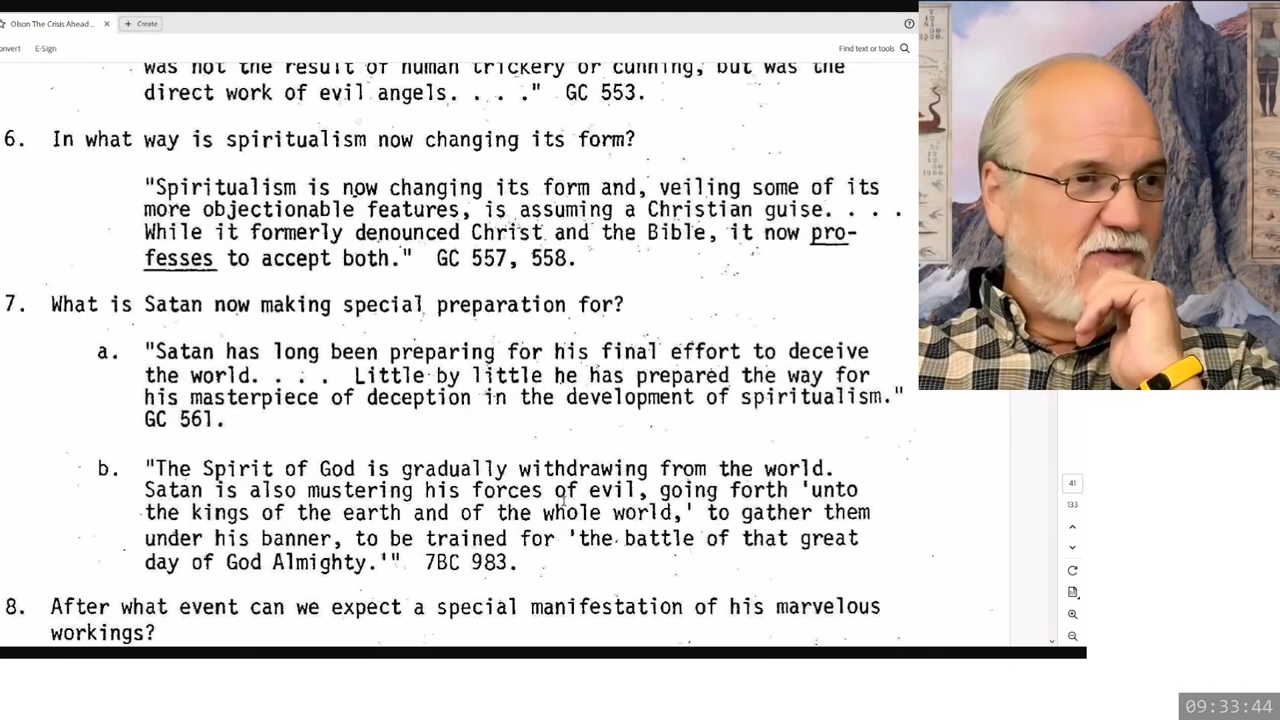 Olson The Crisis Ahead ..
Create
onvert
E-Sign
Find text or tools
was not the result of human trickery or cunning, but was the
direct work of evil angels. . . ." GC 553.
6. In what way is spiritualism now changing its form?
"Spiritualism is now changing its form and, veiling some of its
more objectionable features, is assuming a Christian guise. . . .
While it formerly denounced Christ and the Bible, it now pro-
fesses to accept both." GC 557, 558.
7. What is Satan now making special preparation for?
a. "Satan has long been preparing for his final effort to deceive
the world. . . . Little by little he has prepared the way for
his masterpiece of deception in the development of spiritualism."
GC 561.
b. "The Spirit of God is gradually withdrawing from the world.
Satan is also mustering his forces of evil, going forth 'unto
the kings of the earth and of the whole world,' to gather them
under his banner, to be trained for 'the battle of that great
day of God Almighty.'" 7BC 983.
8. After what event can we expect a special manifestation of his marvelous
workings?
41
133
09:33:44